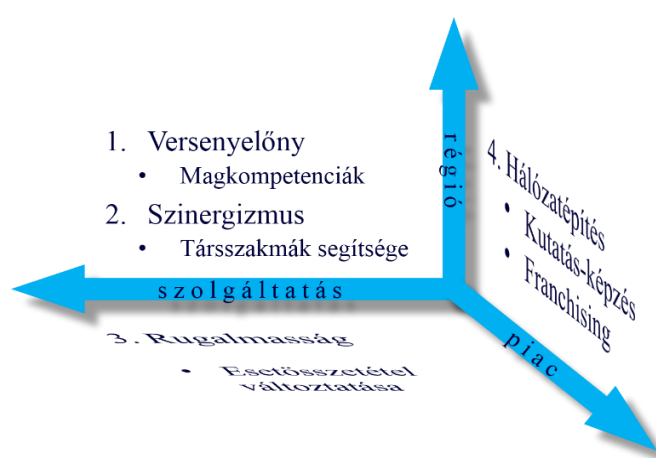 1. Versenyelőny
• Magkompetenciák
2. Szinergizmus
• Társszakmák segítsége
régió
4. Hálózatépítés
• Kutatás-képzés
• Franchising
szolgáltatás
piac
3. Rugalmasság
• Esetösszetétel
változtatása